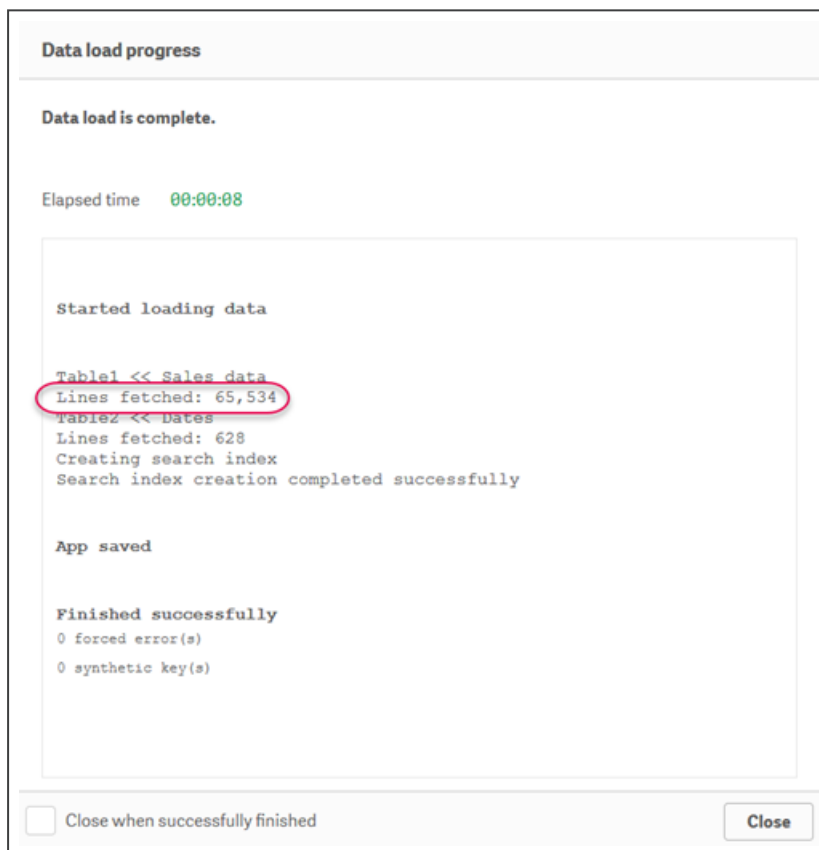 Data load progress
Data load is complete.
Elapsed time 00:00:08
Started loading data
Table1 << Sales data
Lines fetched: 65,534
Table2 << Dates
Lines fetched: 628
Creating search index
Search index creation completed successfully
App saved
Finished successfully
0 forced error(s)
0 synthetic key(s)
Close when successfully finished
Close